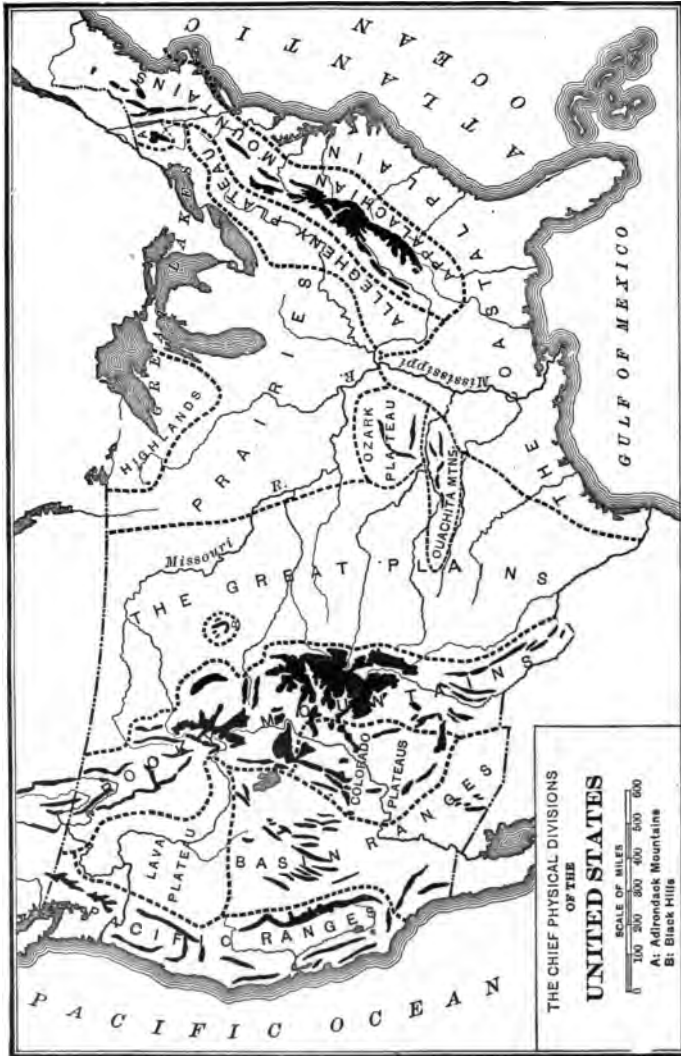 ATLANTIC
OCEAN
MOUNTAINS
APPALACHIAN
ALLEGHENY PLATEAU
COASTAL PLAIN
THE
GREAT LAKES
HIGHLANDS
PRAIRIES
Mississippi
R.
OZARK
PLATEAU
OUACHITA MTNS
GULF OF MEXICO
Missouri
R.
THE GREAT PLAINS
A
B
MOUNTAINS
COLORADO
PLATEAUS
LAVA
PLATEAU
BASIN RANGES
PACIFIC RANGES
PACIFIC OCEAN
THE CHIEF PHYSICAL DIVISIONS
OF THE
UNITED STATES
SCALE OF MILES
0 100 200 300 400 500 600
A: Adirondack Mountains
B: Black Hills